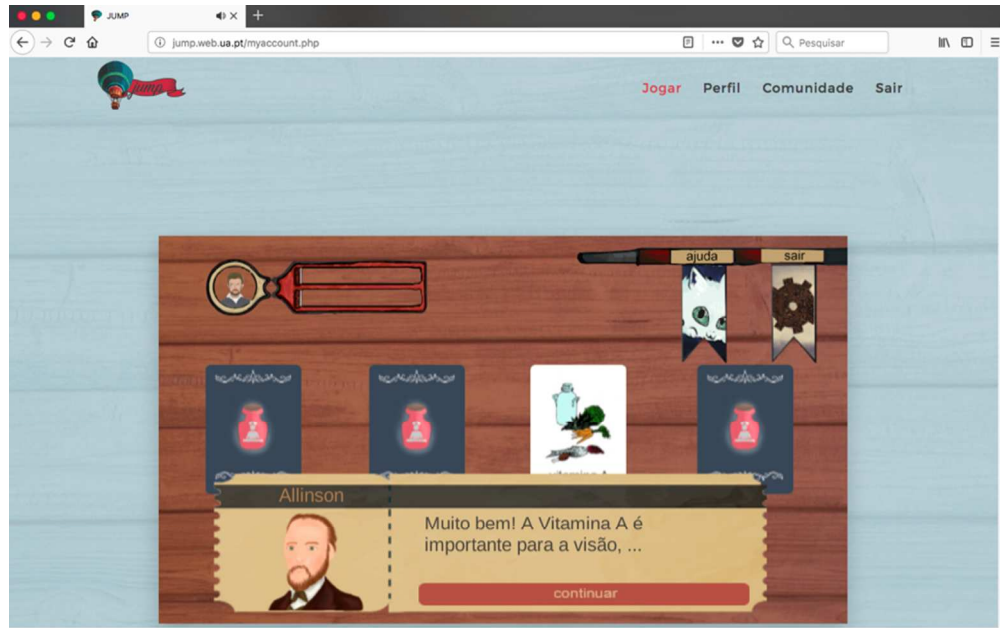 JUMP
jump.web.ua.pt/myaccount.php
Pesquisar
jump
Jogar Perfil Comunidade Sair
ajuda sair
Allinson
Muito bem! A Vitamina A é
importante para a visão, ...
continuar